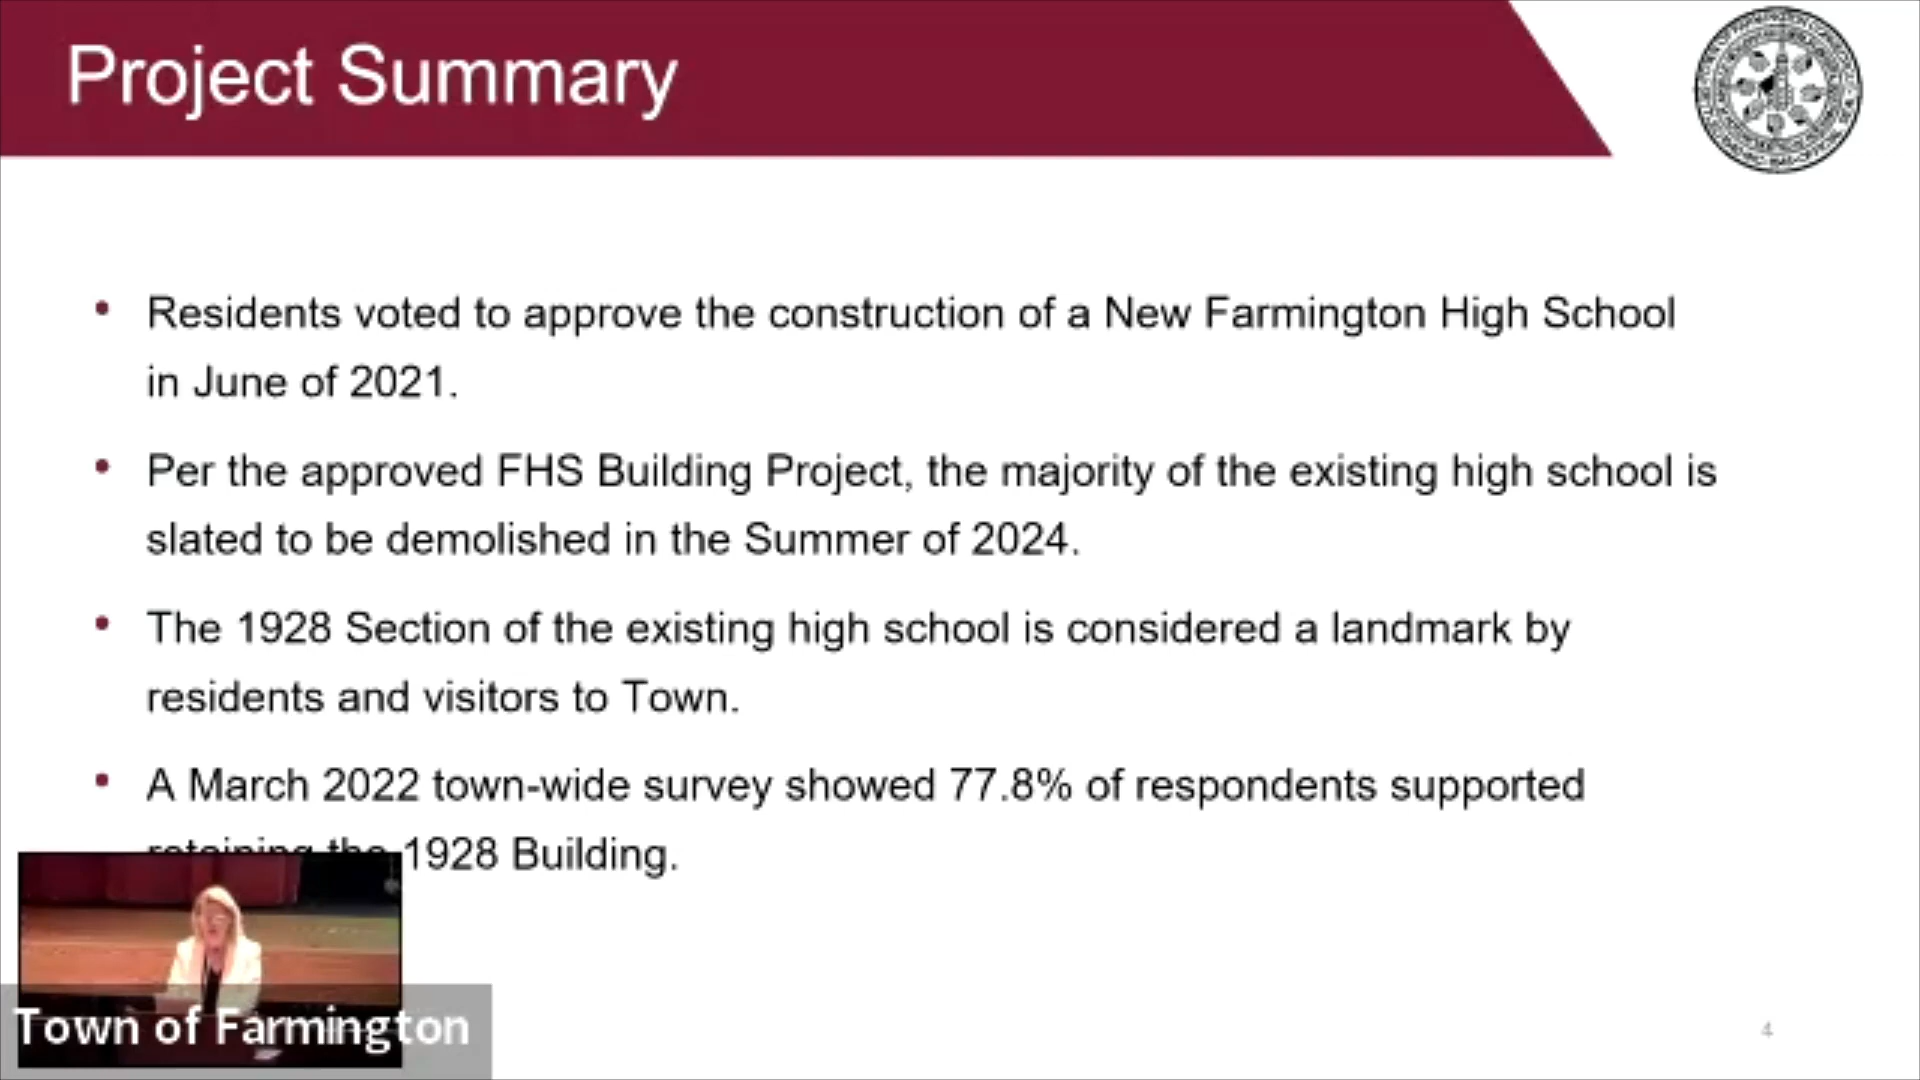 Project Summary
• Residents voted to approve the construction of a New Farmington High School
in June of 2021.
• Per the approved FHS Building Project, the majority of the existing high school is
slated to be demolished in the Summer of 2024.
• The 1928 Section of the existing high school is considered a landmark by
residents and visitors to Town.
• A March 2022 town-wide survey showed 77.8% of respondents supported
retaining the 1928 Building.
Town of Farmington
4